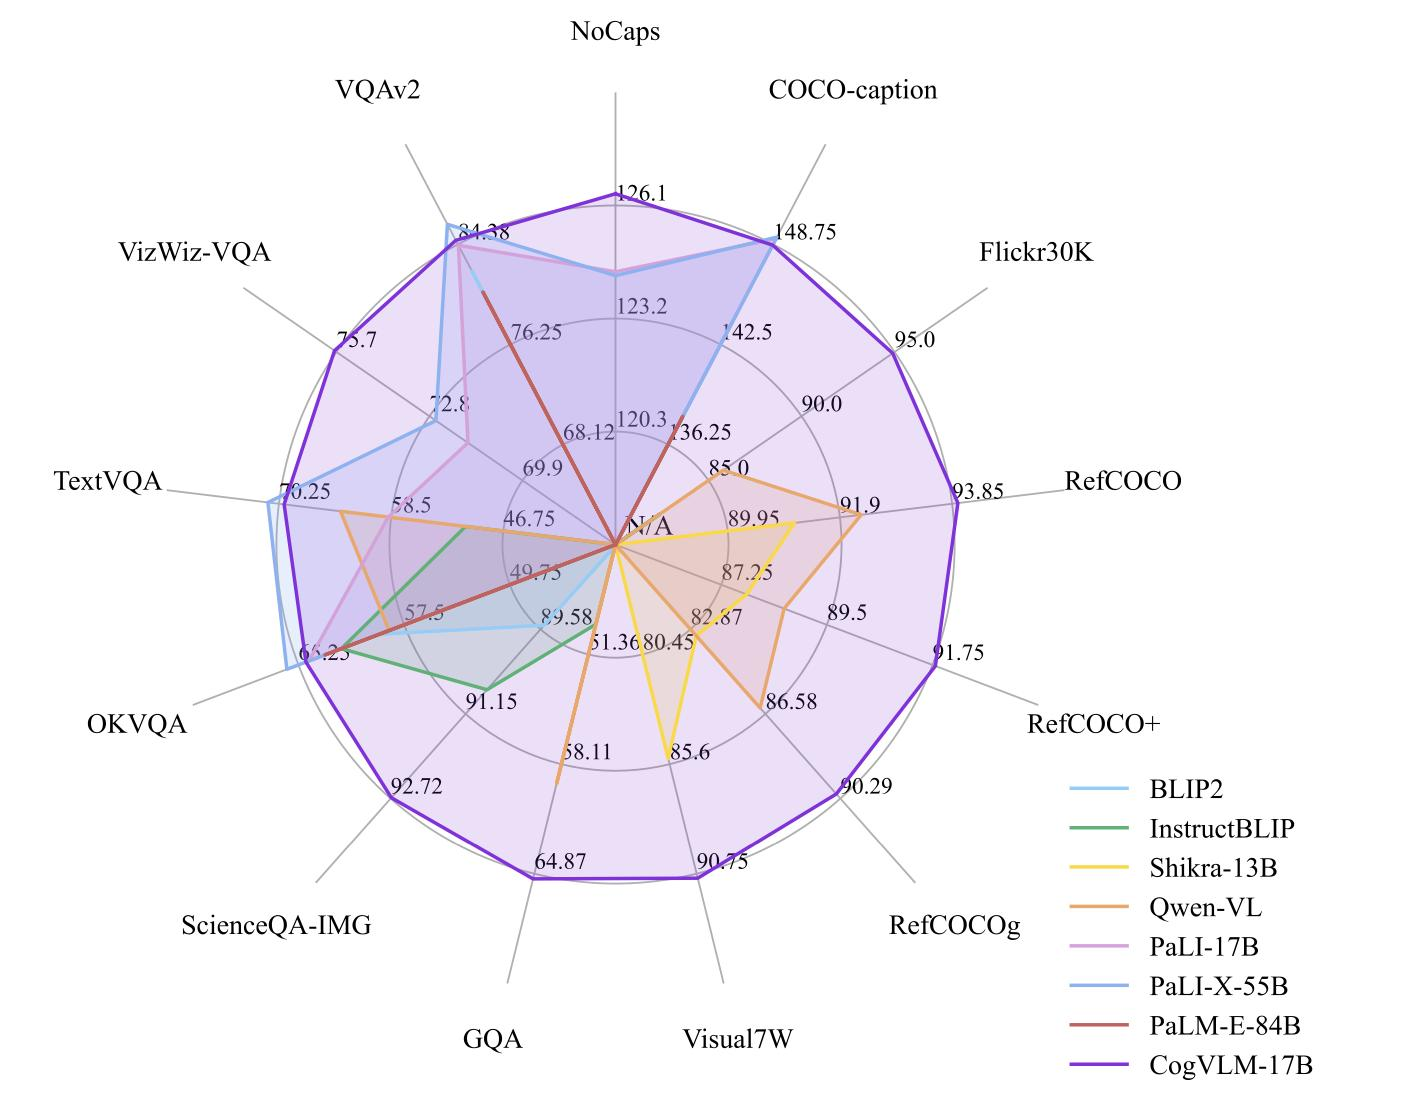 NoCaps
VQAv2
COCO-caption
126.1
84.38
148.75
VizWiz-VQA
Flickr30K
123.2
76.25
142.5
75.7
95.0
72.8
90.0
120.3
68.12
136.25
69.9
85.0
TextVQA
RefCOCO
70.25
93.85
58.5
91.9
46.75
89.95
N/A
49.75
87.25
57.5
89.5
89.58
82.87
51.36
80.45
66.25
91.75
91.15
86.58
OKVQA
RefCOCO+
58.11
85.6
92.72
90.29
64.87
90.75
ScienceQA-IMG
RefCOCOg
GQA
Visual7W
BLIP2
InstructBLIP
Shikra-13B
Qwen-VL
PaLI-17B
PaLI-X-55B
PaLM-E-84B
CogVLM-17B